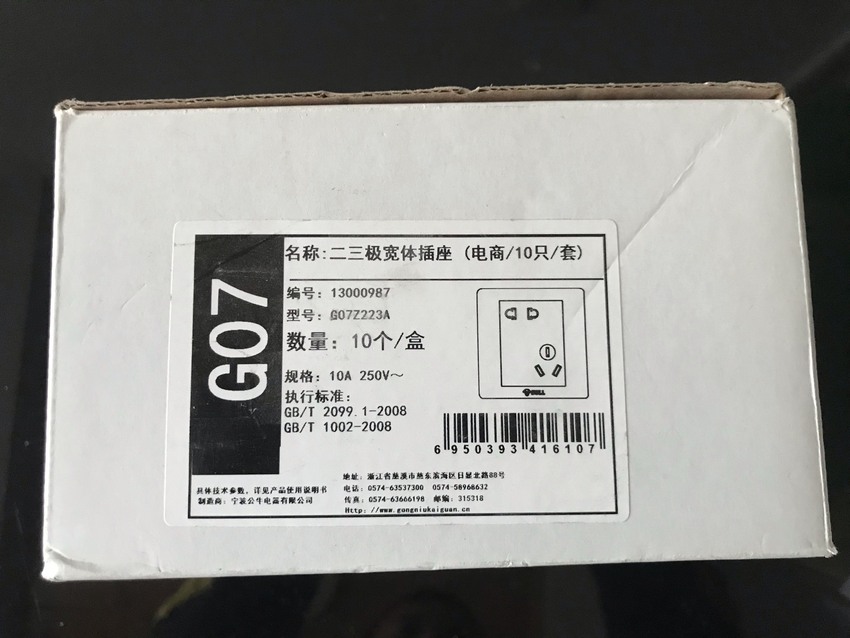 G07
名称:二三极宽体插座 (电商/10只/套)
编号: 13000987
型号: G07Z223A
数量: 10个/盒
规格: 10A 250V～
执行标准:
GB/T 2099.1-2008
GB/T 1002-2008
BULL
6950393416107
具体技术参数, 详见产品使用说明书
制造商: 宁波公牛电器有限公司
地址: 浙江省慈溪市慈东滨海区日显北路88号
电话: 0574-63537300 0574-58968632
传真: 0574-63666198 邮编: 315318
Http://www.gongniukaiguan.cn